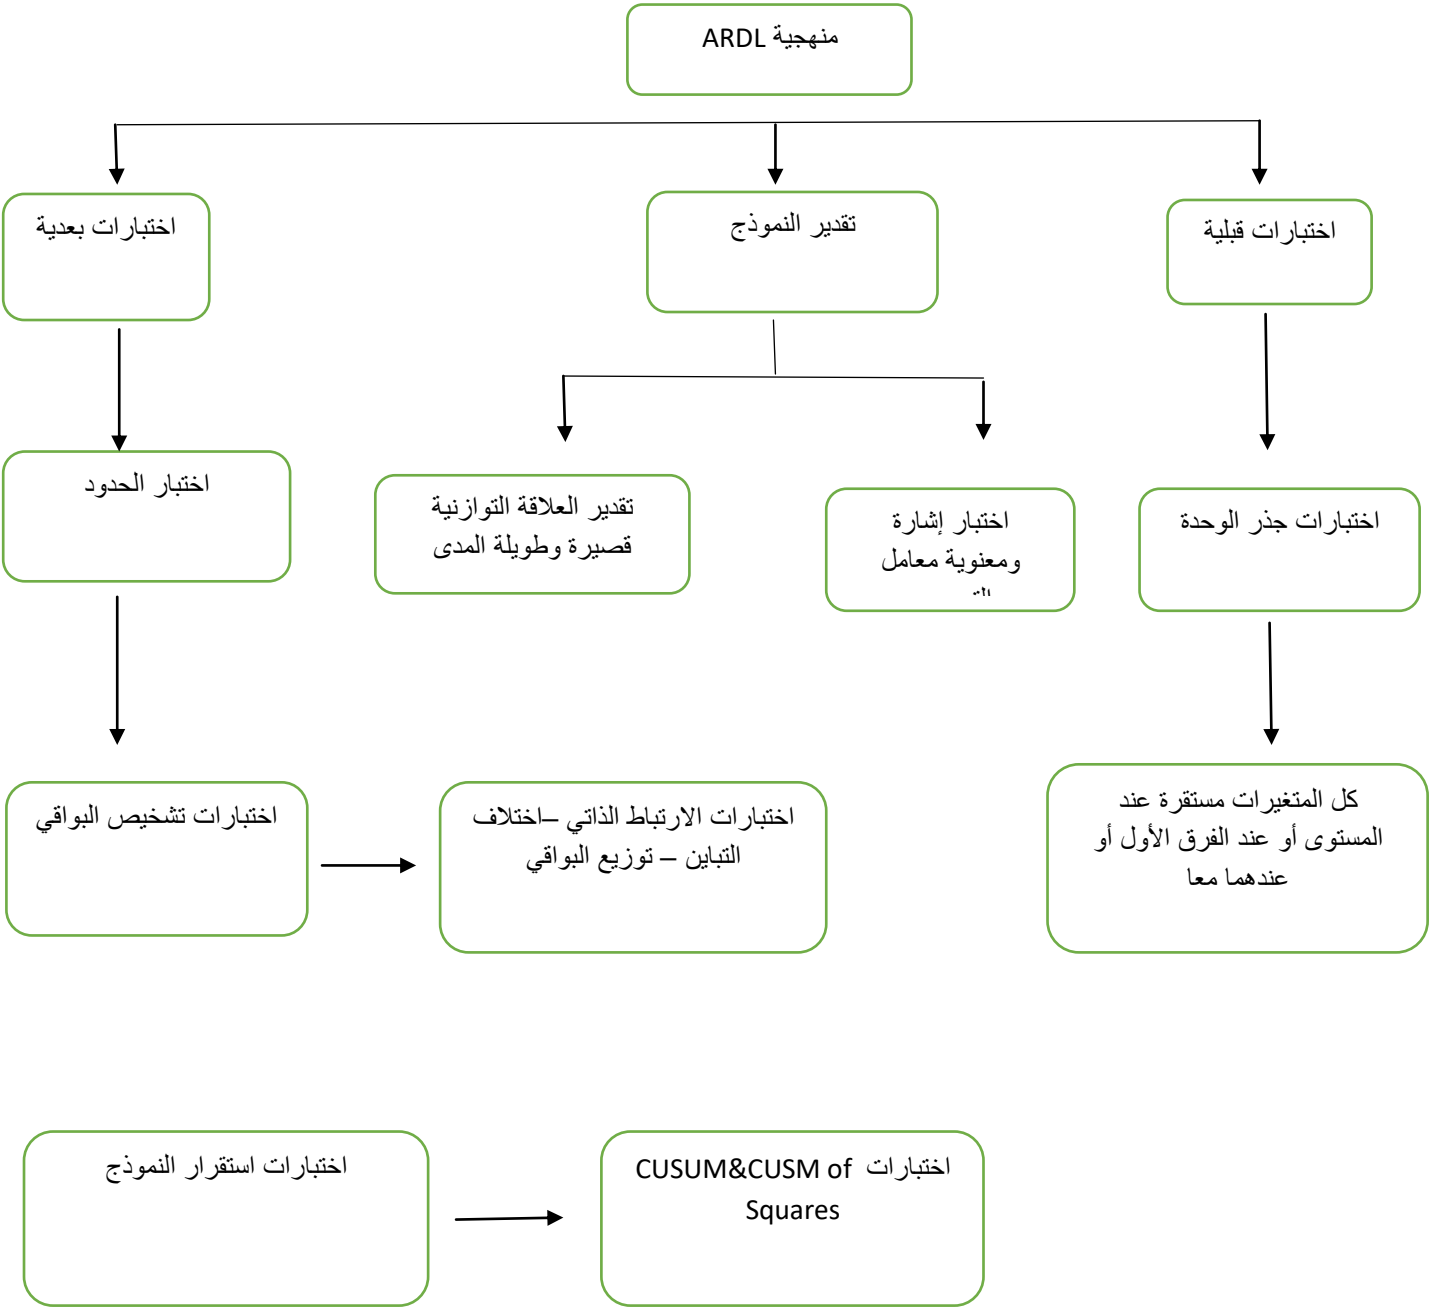 منهجية ARDL
اختبارات قبلية
تقدير النموذج
اختبارات بعدية
اختبارات جذر الوحدة
اختبار إشارة
ومعنوية معامل
تقدير العلاقة التوازنية
قصيرة وطويلة المدى
اختبار الحدود
كل المتغيرات مستقرة عند
المستوى أو عند الفرق الأول أو
عندهما معا
اختبارات تشخيص البواقي
اختبارات الارتباط الذاتي –اختلاف
التباين – توزيع البواقي
اختبارات استقرار النموذج
اختبارات CUSUM&CUSM of
Squares